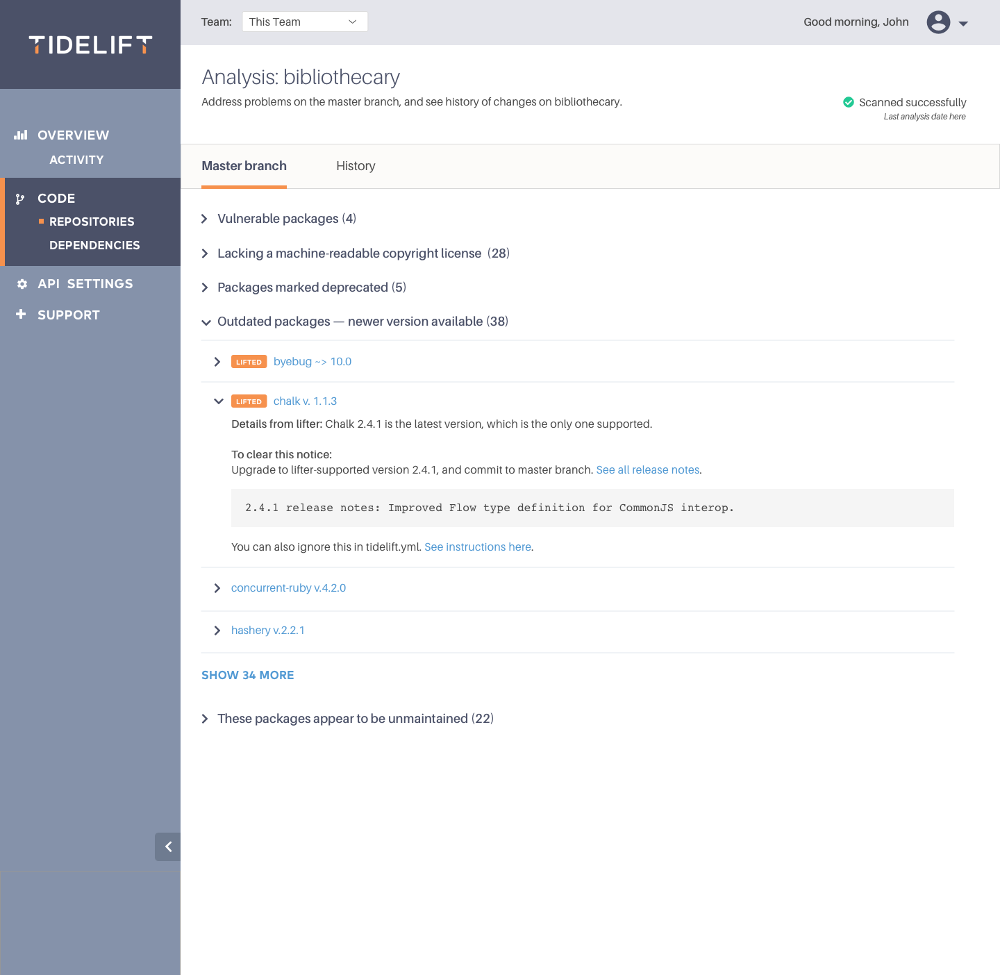 TIDELIFT
Team: This Team
Good morning, John
OVERVIEW
ACTIVITY
CODE
REPOSITORIES
DEPENDENCIES
API SETTINGS
SUPPORT
Analysis: bibliothecary
Address problems on the master branch, and see history of changes on bibliothecary.
Scanned successfully
Last analysis date here
Master branch History
Vulnerable packages (4)
Lacking a machine-readable copyright license (28)
Packages marked deprecated (5)
Outdated packages — newer version available (38)
LIFTED byebug ~> 10.0
LIFTED chalk v. 1.1.3
Details from lifter: Chalk 2.4.1 is the latest version, which is the only one supported.
To clear this notice:
Upgrade to lifter-supported version 2.4.1, and commit to master branch. See all release notes.
2.4.1 release notes: Improved Flow type definition for CommonJS interop.
You can also ignore this in tidelift.yml. See instructions here.
concurrent-ruby v.4.2.0
hashery v.2.2.1
SHOW 34 MORE
These packages appear to be unmaintained (22)